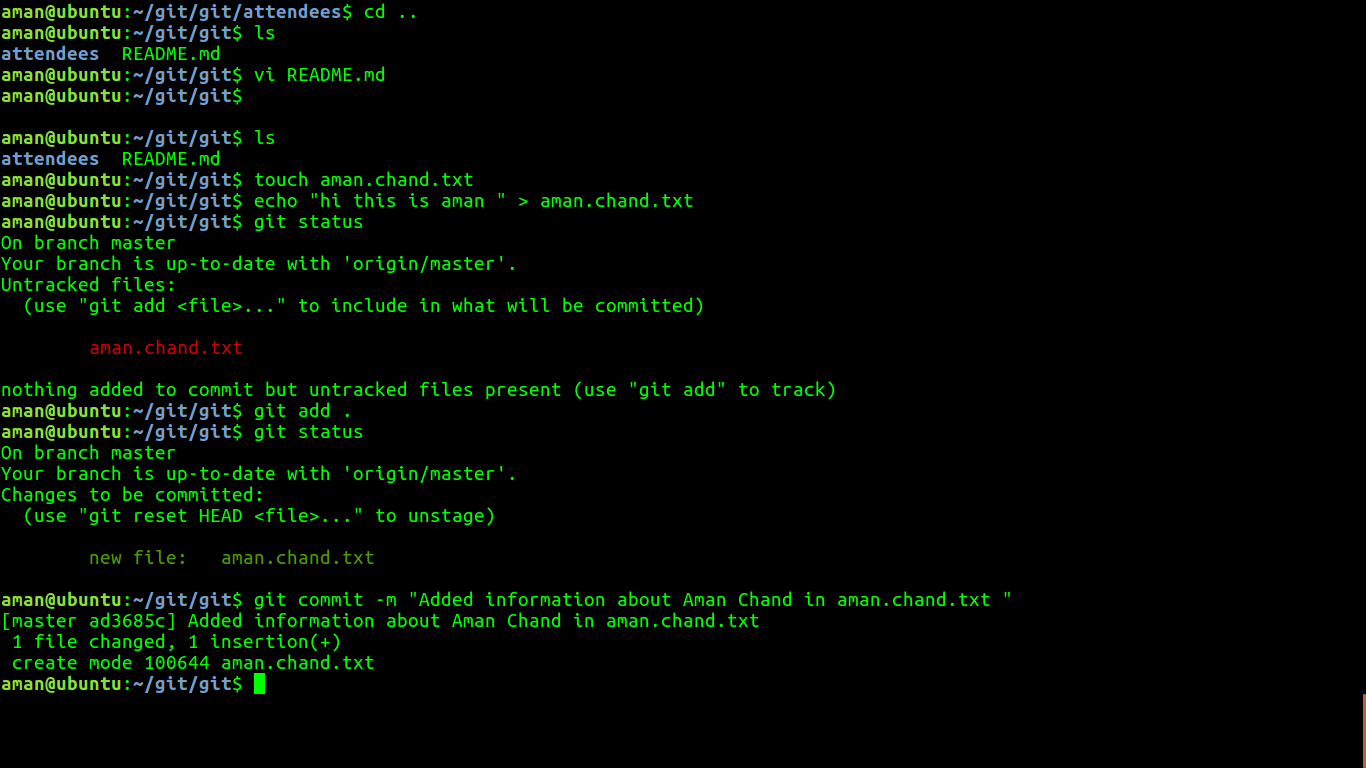 aman@ubuntu:~/git/git/attendees$ cd ..
aman@ubuntu:~/git/git$ ls
attendees  README.md
aman@ubuntu:~/git/git$ vi README.md
aman@ubuntu:~/git/git$
aman@ubuntu:~/git/git$ ls
attendees  README.md
aman@ubuntu:~/git/git$ touch aman.chand.txt
aman@ubuntu:~/git/git$ echo "hi this is aman " > aman.chand.txt
aman@ubuntu:~/git/git$ git status
On branch master
Your branch is up-to-date with 'origin/master'.
Untracked files:
  (use "git add <file>..." to include in what will be committed)
        aman.chand.txt
nothing added to commit but untracked files present (use "git add" to track)
aman@ubuntu:~/git/git$ git add .
aman@ubuntu:~/git/git$ git status
On branch master
Your branch is up-to-date with 'origin/master'.
Changes to be committed:
  (use "git reset HEAD <file>..." to unstage)
        new file:   aman.chand.txt
aman@ubuntu:~/git/git$ git commit -m "Added information about Aman Chand in aman.chand.txt "
[master ad3685c] Added information about Aman Chand in aman.chand.txt
 1 file changed, 1 insertion(+)
 create mode 100644 aman.chand.txt
aman@ubuntu:~/git/git$